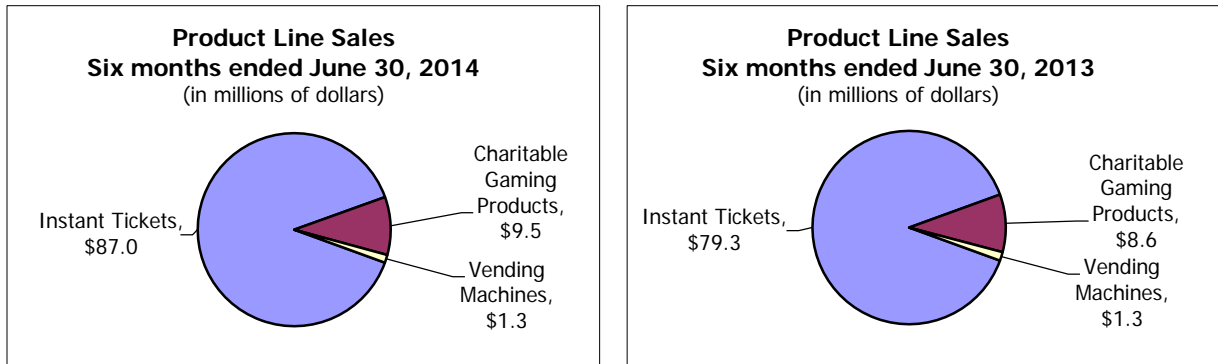 Product Line Sales
Six months ended June 30, 2014
(in millions of dollars)
Charitable
Gaming
Products,
$9.5
Instant Tickets,
$87.0
Vending
Machines,
$1.3
Product Line Sales
Six months ended June 30, 2013
(in millions of dollars)
Charitable
Gaming
Products,
$8.6
Instant Tickets,
$79.3
Vending
Machines,
$1.3